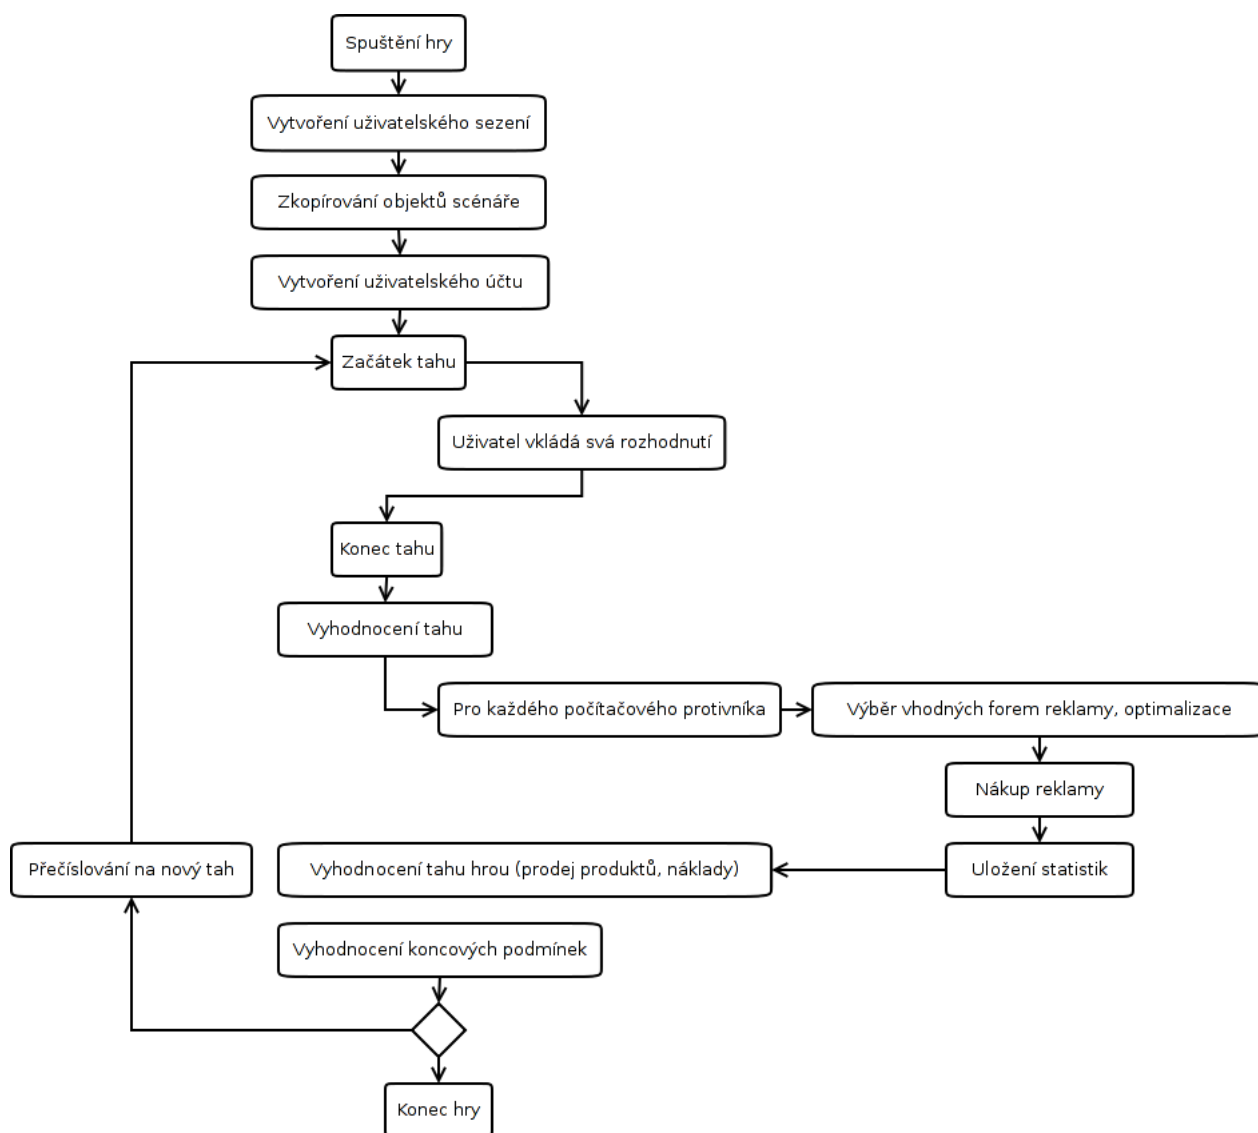 Spuštění hry
Vytvoření uživatelského sezení
Zkopírování objektů scénáře
Vytvoření uživatelského účtu
Začátek tahu
Uživatel vkládá svá rozhodnutí
Konec tahu
Vyhodnocení tahu
Pro každého počítačového protivníka
Výběr vhodných forem reklamy, optimalizace
Nákup reklamy
Uložení statistik
Vyhodnocení tahu hrou (prodej produktů, náklady)
Přečíslování na nový tah
Vyhodnocení koncových podmínek
Konec hry